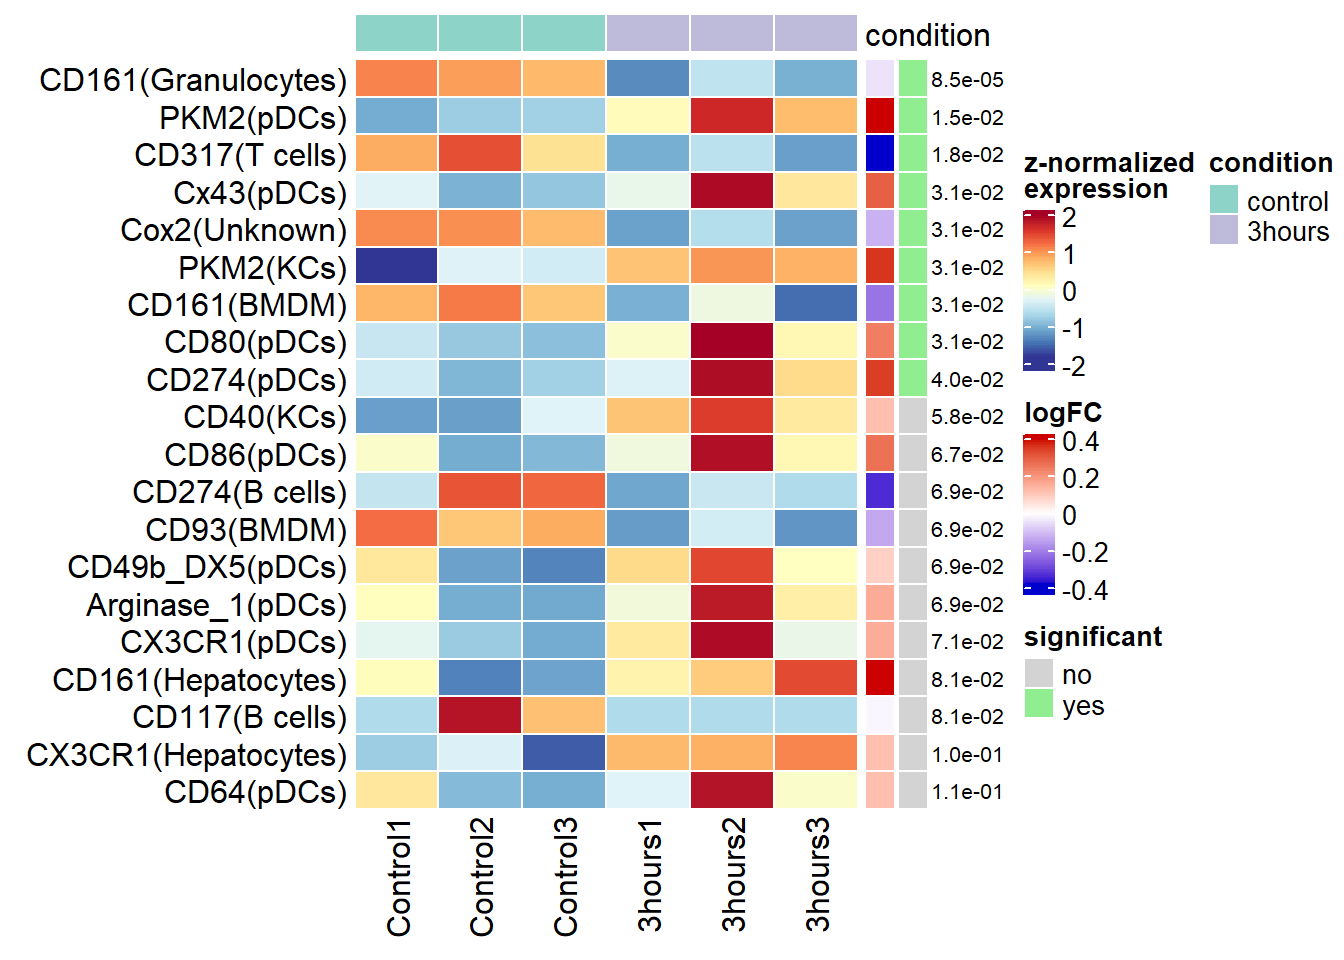 condition
CD161(Granulocytes) 8.5e-05
PKM2(pDCs) 1.5e-02
CD317(T cells) 1.8e-02
Cx43(pDCs) 3.1e-02
Cox2(Unknown) 3.1e-02
PKM2(KCs) 3.1e-02
CD161(BMDM) 3.1e-02
CD80(pDCs) 3.1e-02
CD274(pDCs) 4.0e-02
CD40(KCs) 5.8e-02
CD86(pDCs) 6.7e-02
CD274(B cells) 6.9e-02
CD93(BMDM) 6.9e-02
CD49b_DX5(pDCs) 6.9e-02
Arginase_1(pDCs) 6.9e-02
CX3CR1(pDCs) 7.1e-02
CD161(Hepatocytes) 8.1e-02
CD117(B cells) 8.1e-02
CX3CR1(Hepatocytes) 1.0e-01
CD64(pDCs) 1.1e-01
Control1
Control2
Control3
3hours1
3hours2
3hours3
z-normalized
expression
2
1
0
-1
-2
logFC
0.4
0.2
0
-0.2
-0.4
significant
no
yes
condition
control
3hours